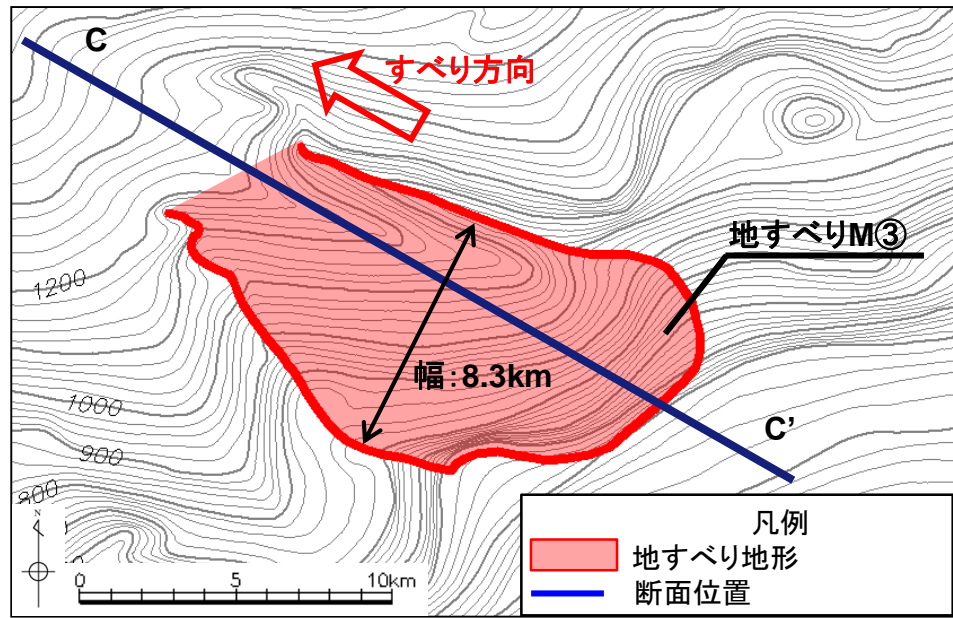 C
すべり方向
地すべりM③
1200
幅:8.3km
1000
C’
900
800
N
0 5 10km
凡例
地すべり地形
断面位置